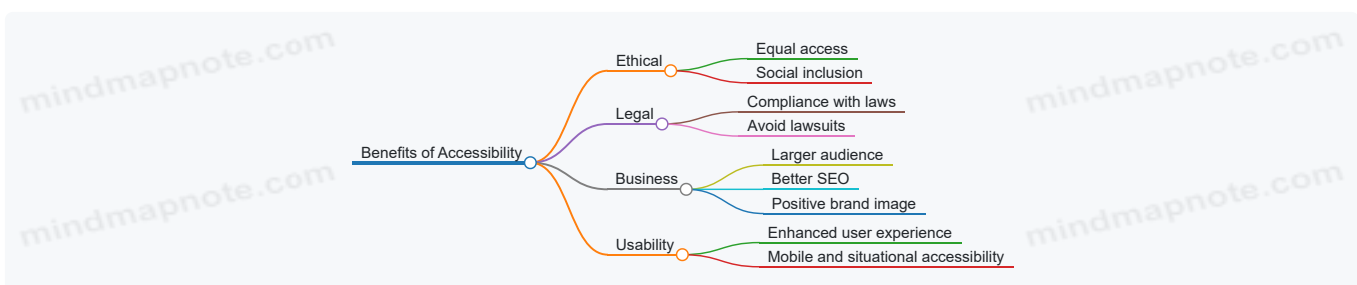 mindmapnote.com
mindmapnote.com
Benefits of Accessibility
Ethical
Equal access
Social inclusion
Legal
Compliance with laws
Avoid lawsuits
Business
Larger audience
Better SEO
Positive brand image
Usability
Enhanced user experience
Mobile and situational accessibility
mindmapnote.com
mindmapnote.com